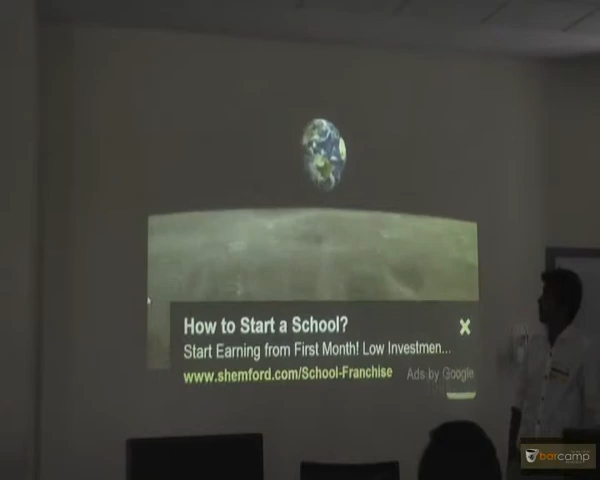 How to Start a School?
Start Earning from First Month! Low Investmen...
www.shemford.com/School-Franchise
Ads by Google
barcamp